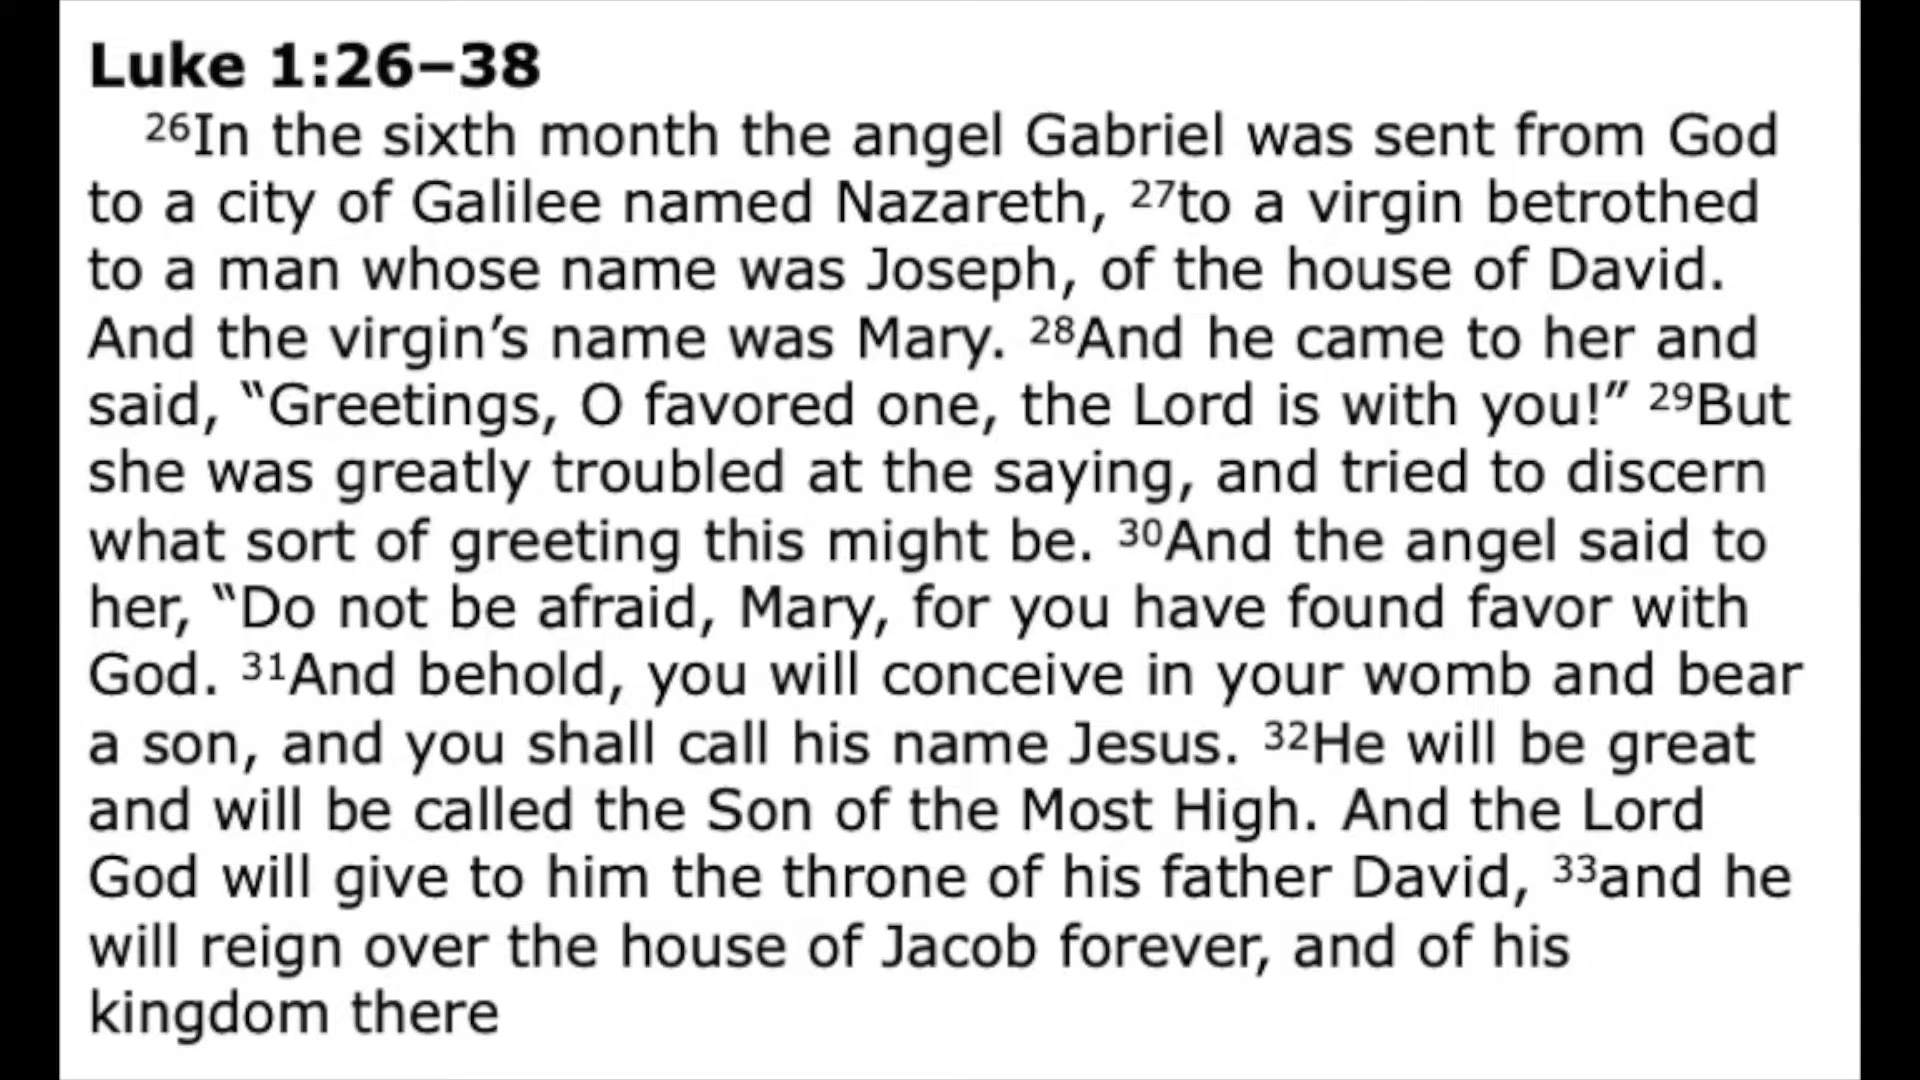 Luke 1:26–38
26In the sixth month the angel Gabriel was sent from God
to a city of Galilee named Nazareth, 27to a virgin betrothed
to a man whose name was Joseph, of the house of David.
And the virgin’s name was Mary. 28And he came to her and
said, “Greetings, O favored one, the Lord is with you!” 29But
she was greatly troubled at the saying, and tried to discern
what sort of greeting this might be. 30And the angel said to
her, “Do not be afraid, Mary, for you have found favor with
God. 31And behold, you will conceive in your womb and bear
a son, and you shall call his name Jesus. 32He will be great
and will be called the Son of the Most High. And the Lord
God will give to him the throne of his father David, 33and he
will reign over the house of Jacob forever, and of his
kingdom there